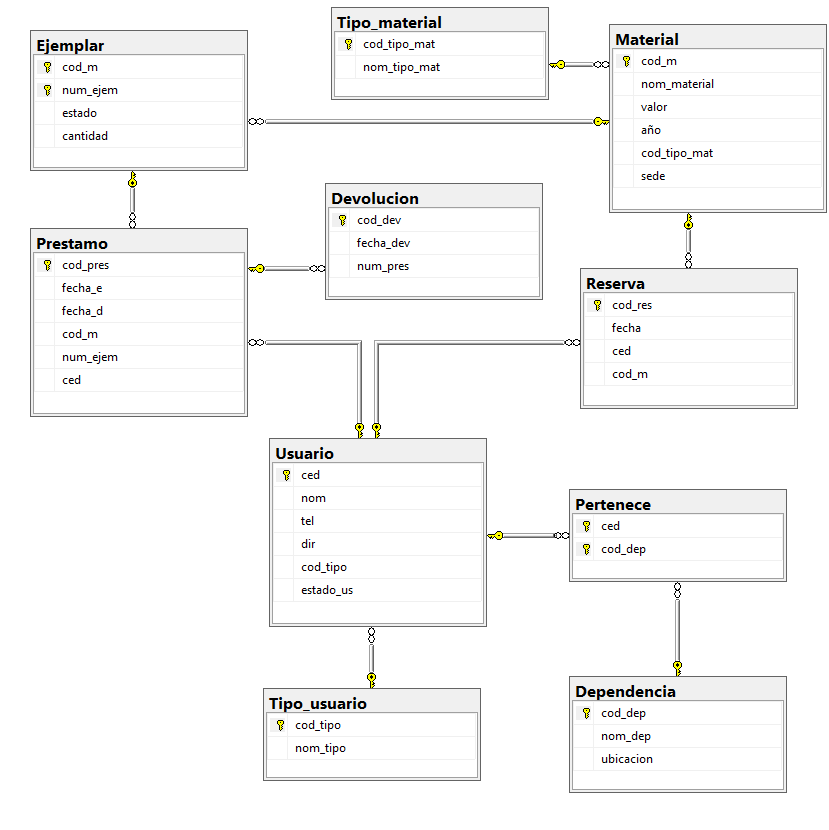 Tipo_material
cod_tipo_mat
nom_tipo_mat
Ejemplar
cod_m
num_ejem
estado
cantidad
Material
cod_m
nom_material
valor
año
cod_tipo_mat
sede
Devolucion
cod_dev
fecha_dev
num_pres
Prestamo
cod_pres
fecha_e
fecha_d
cod_m
num_ejem
ced
Reserva
cod_res
fecha
ced
cod_m
Usuario
ced
nom
tel
dir
cod_tipo
estado_us
Pertenece
ced
cod_dep
Tipo_usuario
cod_tipo
nom_tipo
Dependencia
cod_dep
nom_dep
ubicacion